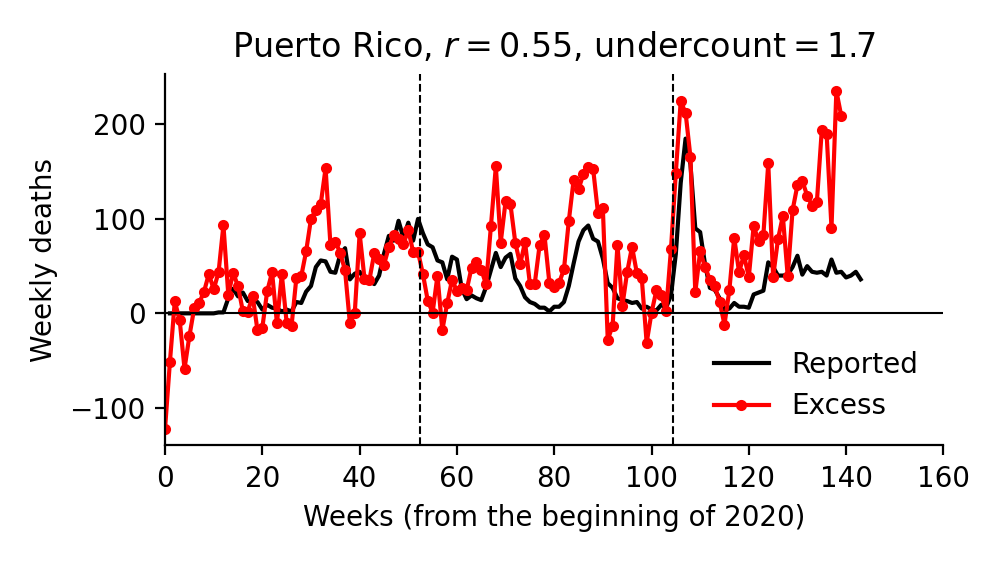 Puerto Rico, r = 0.55, undercount = 1.7
Weekly deaths
200
100
0
−100
Reported
Excess
0 20 40 60 80 100 120 140 160
Weeks (from the beginning of 2020)